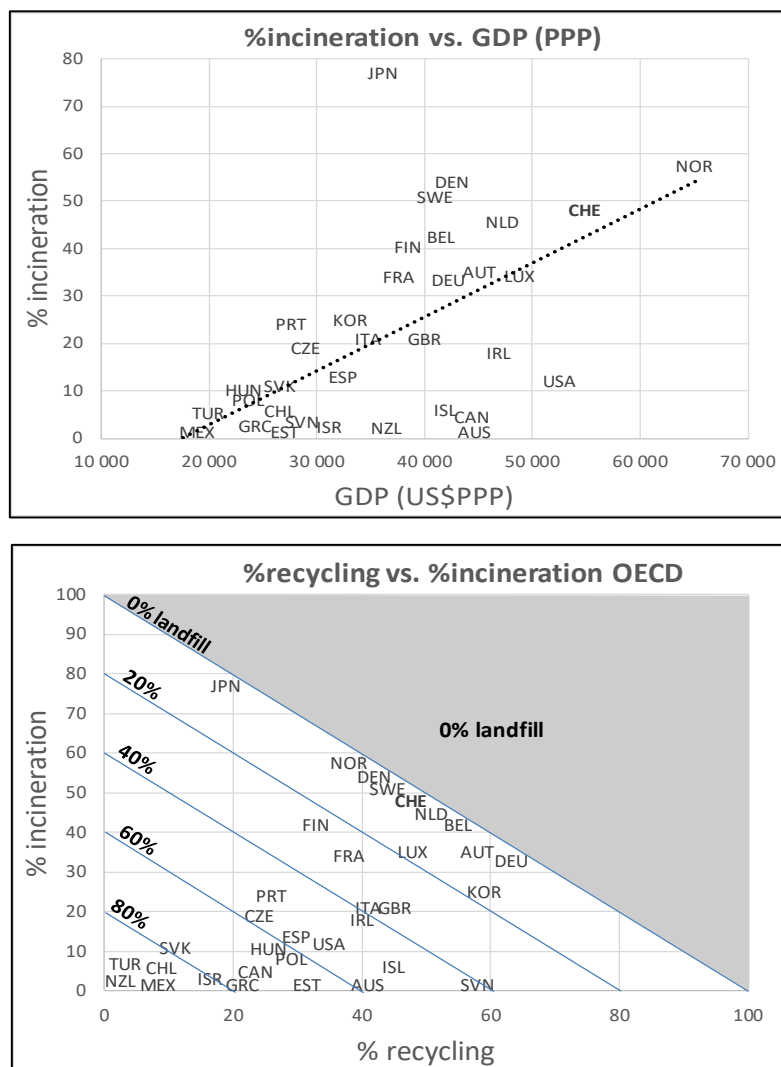 %incineration vs. GDP (PPP)
80
JPN
70
60
NOR
DEN
SWE
50
CHE
NLD
BEL
40
FIN
FRA
DEU
AUT
LUX
30
PRT
KOR
20
CZE
ITA
GBR
IRL
ESP
USA
10
HUN
SVK
POL
TUR
CHL
ISL
CAN
GRC
SVN
ISR
NZL
MEX
EST
AUS
0
10 000
20 000
30 000
40 000
50 000
60 000
70 000
% incineration
GDP (US$PPP)
%recycling vs. %incineration OECD
100
0% landfill
90
80
20%
JPN
70
0% landfill
60
40%
NOR
DEN
SWE
50
CHE
NLD
40
60%
FIN
BEL
FRA
LUX
AUT
DEU
30
PRT
KOR
20
80%
CZE
ITA
GBR
IRL
ESP
USA
10
SVK
HUN
POL
TUR
CHL
CAN
ISL
NZL
MEX
ISR
GRC
EST
AUS
SVN
0
0
20
40
60
80
100
% incineration
% recycling